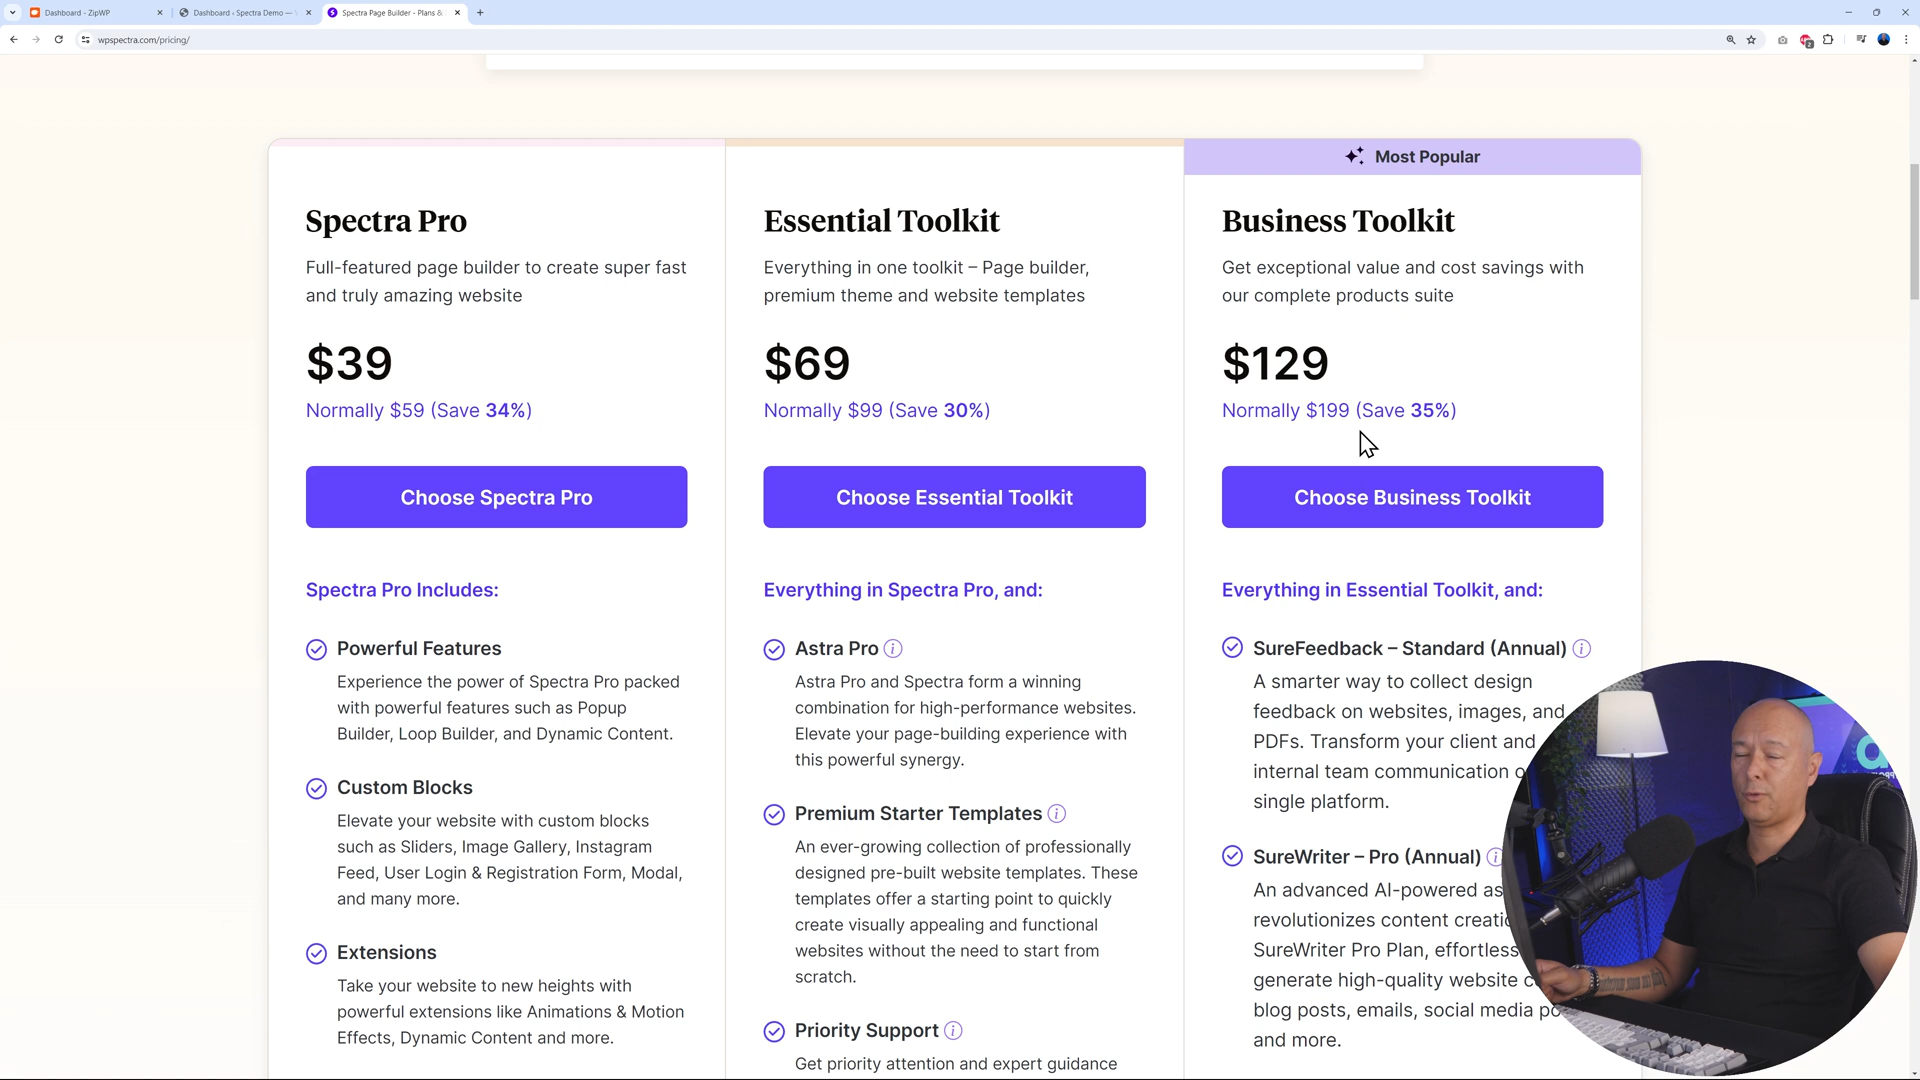 Dashboard - ZipWP
Dashboard ‹ Spectra Demo —
Spectra Page Builder - Plans &
wpspectra.com/pricing/
Most Popular
Spectra Pro
Full-featured page builder to create super fast
and truly amazing website
$39
Normally $59 (Save 34%)
Choose Spectra Pro
Spectra Pro Includes:
Powerful Features
Experience the power of Spectra Pro packed
with powerful features such as Popup
Builder, Loop Builder, and Dynamic Content.
Custom Blocks
Elevate your website with custom blocks
such as Sliders, Image Gallery, Instagram
Feed, User Login & Registration Form, Modal,
and many more.
Extensions
Take your website to new heights with
powerful extensions like Animations & Motion
Effects, Dynamic Content and more.
Essential Toolkit
Everything in one toolkit – Page builder,
premium theme and website templates
$69
Normally $99 (Save 30%)
Choose Essential Toolkit
Everything in Spectra Pro, and:
Astra Pro
Astra Pro and Spectra form a winning
combination for high-performance websites.
Elevate your page-building experience with
this powerful synergy.
Premium Starter Templates
An ever-growing collection of professionally
designed pre-built website templates. These
templates offer a starting point to quickly
create visually appealing and functional
websites without the need to start from
scratch.
Priority Support
Get priority attention and expert guidance
Business Toolkit
Get exceptional value and cost savings with
our complete products suite
$129
Normally $199 (Save 35%)
Choose Business Toolkit
Everything in Essential Toolkit, and:
SureFeedback – Standard (Annual)
A smarter way to collect design
feedback on websites, images, and
PDFs. Transform your client and
internal team communication
single platform.
SureWriter – Pro (Annual)
An advanced AI-powered
revolutionizes content
SureWriter Pro Plan,
generate high-quality website
blog posts, emails, social media
and more.